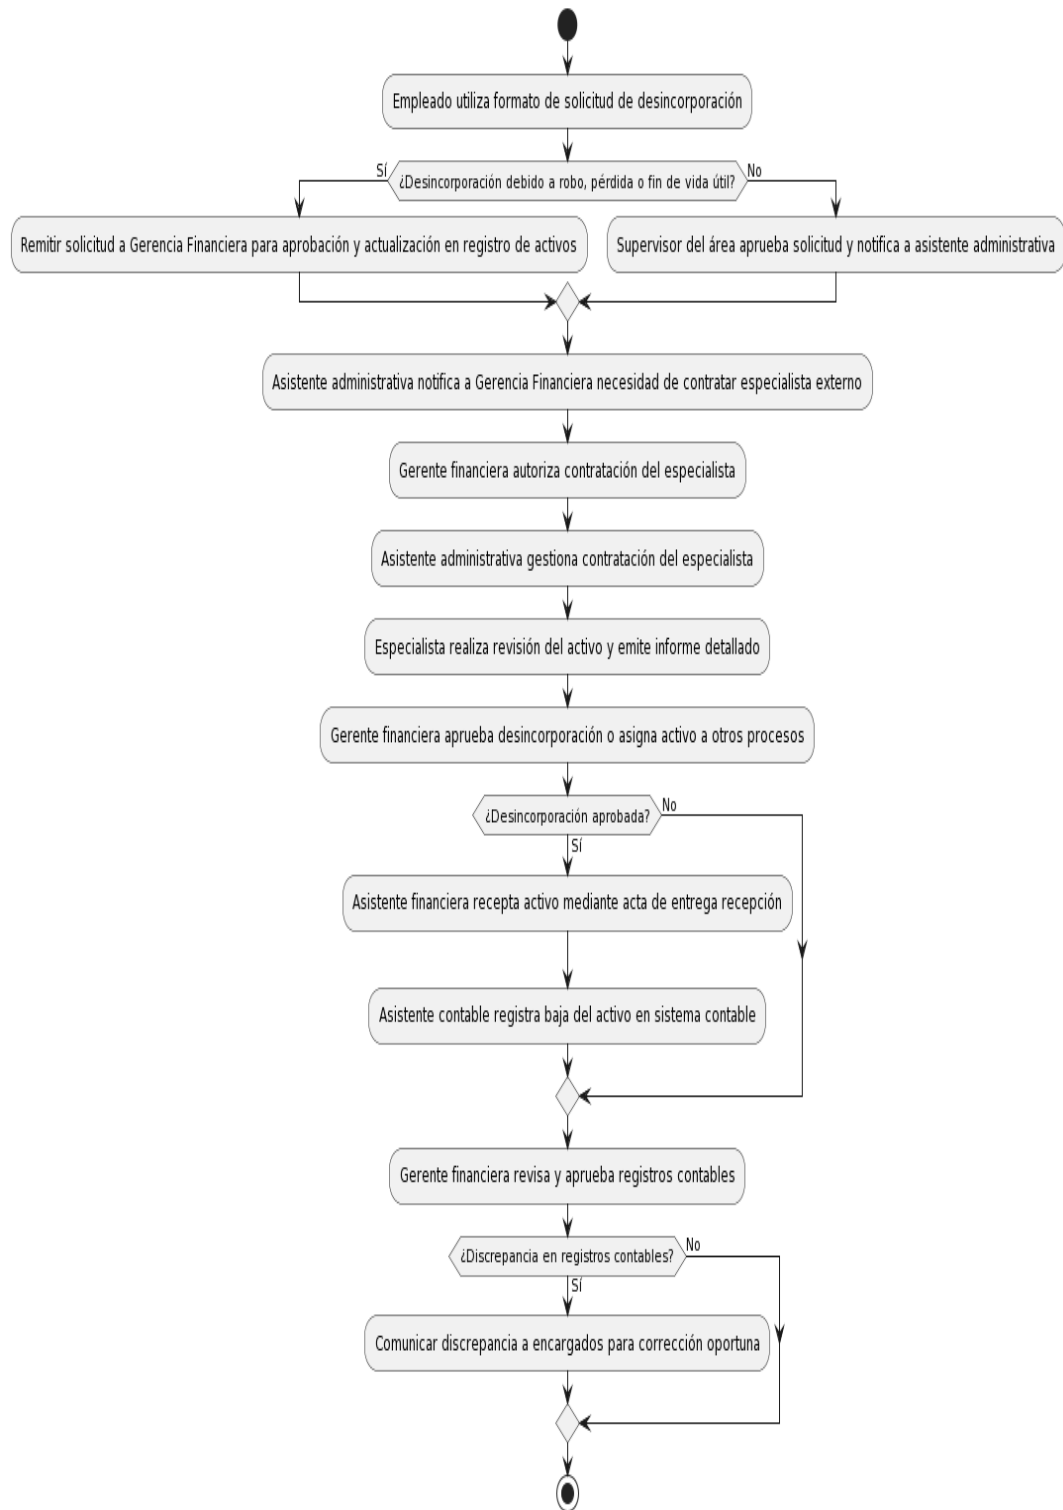 Empleado utiliza formato de solicitud de desincorporación
Sí
¿Desincorporación debido a robo, pérdida o fin de vida útil?
No
Remitir solicitud a Gerencia Financiera para aprobación y actualización en registro de activos
Supervisor del área aprueba solicitud y notifica a asistente administrativa
Asistente administrativa notifica a Gerencia Financiera necesidad de contratar especialista externo
Gerente financiera autoriza contratación del especialista
Asistente administrativa gestiona contratación del especialista
Especialista realiza revisión del activo y emite informe detallado
Gerente financiera aprueba desincorporación o asigna activo a otros procesos
¿Desincorporación aprobada?
No
Sí
Asistente financiera recepta activo mediante acta de entrega recepción
Asistente contable registra baja del activo en sistema contable
Gerente financiera revisa y aprueba registros contables
¿Discrepancia en registros contables?
No
Sí
Comunicar discrepancia a encargados para corrección oportuna